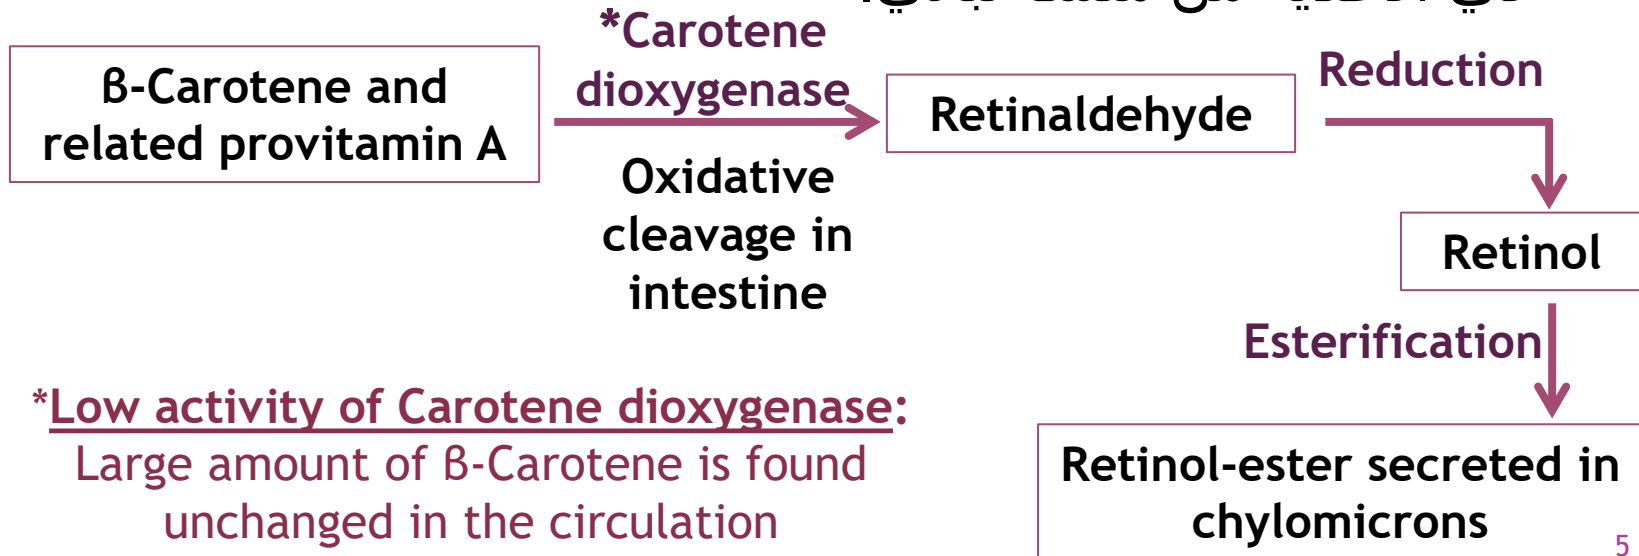 *Carotene
dioxygenase
ß-Carotene and
related provitamin A
Retinaldehyde
Reduction
Oxidative
cleavage in
intestine
Retinol
Esterification
*Low activity of Carotene dioxygenase:
Large amount of ß-Carotene is found
unchanged in the circulation
Retinol-ester secreted in
chylomicrons
5